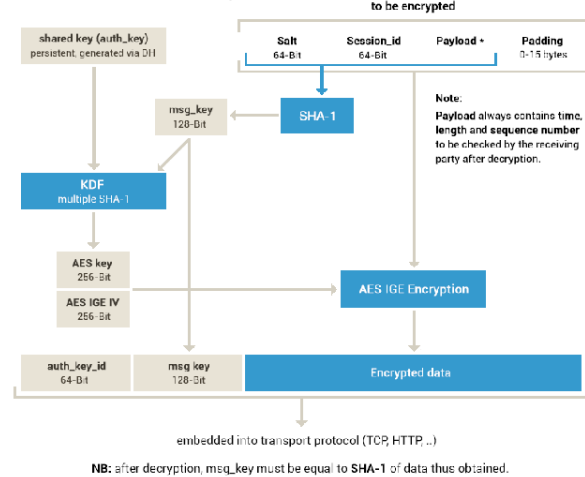 to be encrypted
shared key (auth_key)
persistent, generated via DH
Salt
64-Bit
Session_id
64-Bit
Payload *
Padding
0-15 bytes
msg_key
128-Bit
SHA-1
Note:
Payload always contains time,
length and sequence number
to be checked by the receiving
party after decryption.
KDF
multiple SHA-1
AES key
256-Bit
AES IGE IV
256-Bit
AES IGE Encryption
auth_key_id
64-Bit
msg key
128-Bit
Encrypted data
embedded into transport protocol (TCP, HTTP, ..)
NB: after decryption, msg_key must be equal to SHA-1 of data thus obtained.